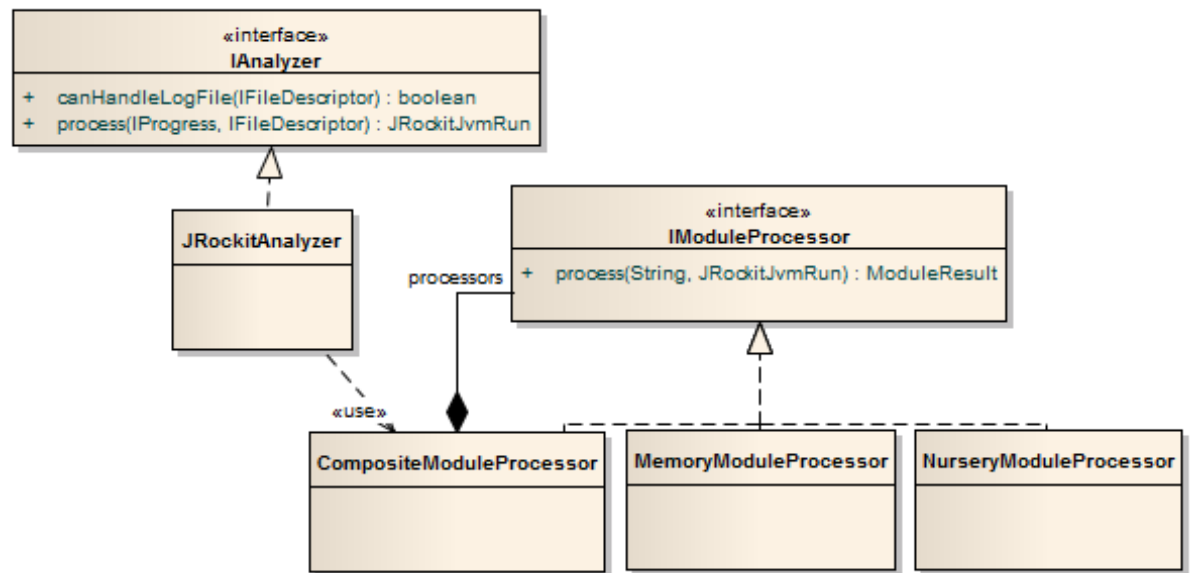 «interface»
IAnalyzer
+ canHandleLogFile(IFileDescriptor) : boolean
+ process(IProgress, IFileDescriptor) : JRockitJvmRun
JRockitAnalyzer
«interface»
IModuleProcessor
+ process(String, JRockitJvmRun) : ModuleResult
processors
«use»
CompositeModuleProcessor
MemoryModuleProcessor
NurseryModuleProcessor